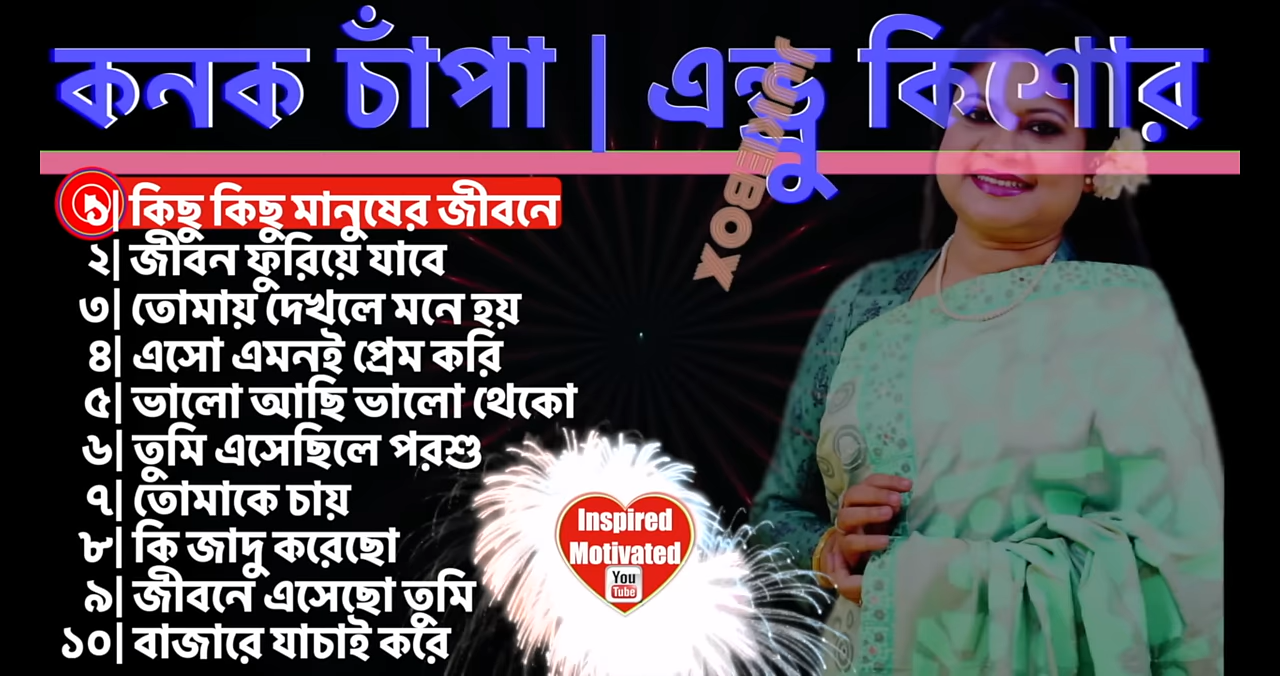 কনক চাঁপা | এন্ড্রু কিশোর
JUKEBOX
১| কিছু কিছু মানুষের জীবনে
২| জীবন ফুরিয়ে যাবে
৩| তোমায় দেখলে মনে হয়
৪| এসো এমনই প্রেম করি
৫| ভালো আছি ভালো থেকো
৬| তুমি এসেছিলে পরশু
৭| তোমাকে চায়
৮| কি জাদু করেছো
৯| জীবনে এসেছো তুমি
১০| বাজারে যাচাই করে
Inspired
Motivated
You
Tube